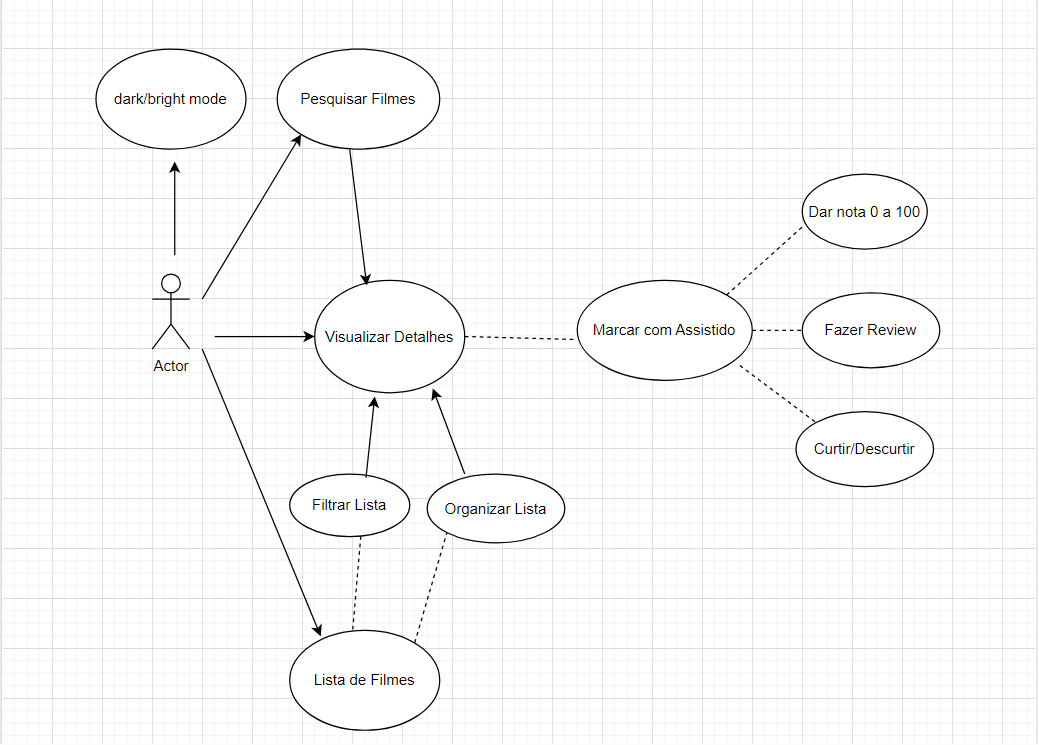 dark/bright mode
Pesquisar Filmes
Dar nota 0 a 100
Actor
Visualizar Detalhes
Marcar com Assistido
Fazer Review
Curtir/Descurtir
Filtrar Lista
Organizar Lista
Lista de Filmes